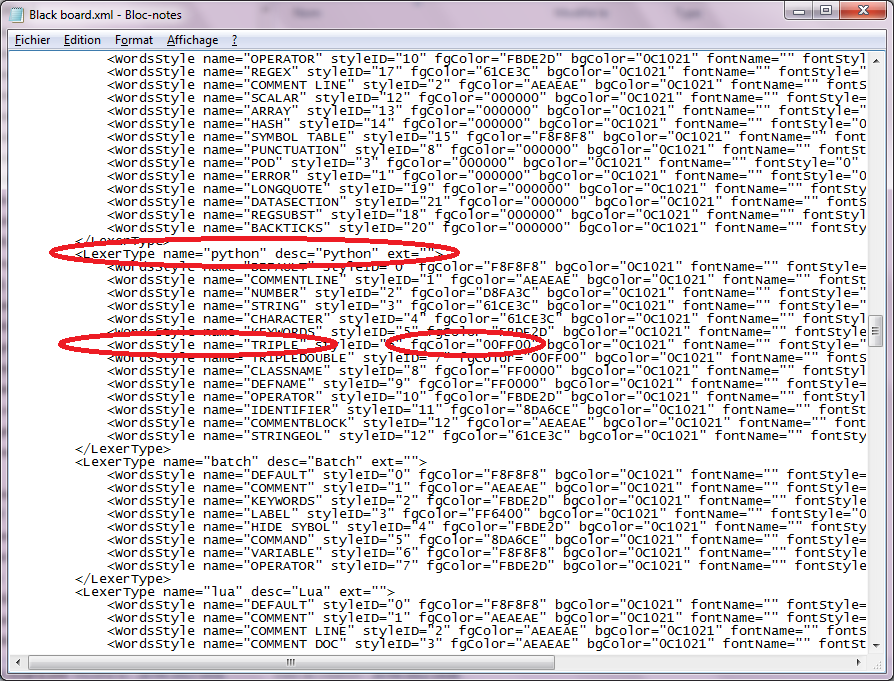 Black board.xml - Bloc-notes
Fichier Edition Format Affichage ?
<WordsStyle name="OPERATOR" styleID="10" fgColor="FBDE2D" bgColor="0C1021" fontName="" fontStyl
<WordsStyle name="REGEX" styleID="17" fgColor="61CE3C" bgColor="0C1021" fontName="" fontStyle=
<WordsStyle name="COMMENT LINE" styleID="2" fgColor="AEAEAE" bgColor="0C1021" fontName="" fontS
<WordsStyle name="SCALAR" styleID="12" fgColor="000000" bgColor="0C1021" fontName="" fontStyle=
<WordsStyle name="ARRAY" styleID="13" fgColor="000000" bgColor="0C1021" fontName="" fontStyle=
<WordsStyle name="HASH" styleID="14" fgColor="000000" bgColor="0C1021" fontName="" fontStyle="0
<WordsStyle name="SYMBOL TABLE" styleID="15" fgColor="F8F8F8" bgColor="0C1021" fontName="" font
<WordsStyle name="PUNCTUATION" styleID="8" fgColor="000000" bgColor="0C1021" fontName="" fontSt
<WordsStyle name="POD" styleID="3" fgColor="000000" bgColor="0C1021" fontName="" fontStyle="0"
<WordsStyle name="ERROR" styleID="1" fgColor="000000" bgColor="0C1021" fontName="" fontStyle="0
<WordsStyle name="LONGQUOTE" styleID="19" fgColor="000000" bgColor="0C1021" fontName="" fontSty
<WordsStyle name="DATASECTION" styleID="21" fgColor="000000" bgColor="0C1021" fontName="" fontS
<WordsStyle name="REGSUBST" styleID="18" fgColor="000000" bgColor="0C1021" fontName="" fontStyl
<WordsStyle name="BACKTICKS" styleID="20" fgColor="000000" bgColor="0C1021" fontName="" fontSty
</LexerType>
<LexerType name="python" desc="Python" ext="">
<WordsStyle name="DEFAULT" styleID="0" fgColor="F8F8F8" bgColor="0C1021" fontName="" fontStyle=
<WordsStyle name="COMMENTLINE" styleID="1" fgColor="AEAEAE" bgColor="0C1021" fontName="" fontSt
<WordsStyle name="NUMBER" styleID="2" fgColor="D8FA3C" bgColor="0C1021" fontName="" fontStyle="
<WordsStyle name="STRING" styleID="3" fgColor="61CE3C" bgColor="0C1021" fontName="" fontStyle="
<WordsStyle name="CHARACTER" styleID="4" fgColor="61CE3C" bgColor="0C1021" fontName="" fontStyl
<WordsStyle name="KEYWORDS" styleID="5" fgColor="FBDE2D" bgColor="0C1021" fontName="" fontStyle
<WordsStyle name="TRIPLE" styleID="6" fgColor="00FF00" bgColor="0C1021" fontName="" fontStyle="
<WordsStyle name="TRIPLEDOUBLE" styleID="7" fgColor="00FF00" bgColor="0C1021" fontName="" fontS
<WordsStyle name="CLASSNAME" styleID="8" fgColor="FF0000" bgColor="0C1021" fontName="" fontStyl
<WordsStyle name="DEFNAME" styleID="9" fgColor="FF0000" bgColor="0C1021" fontName="" fontStyle=
<WordsStyle name="OPERATOR" styleID="10" fgColor="FBDE2D" bgColor="0C1021" fontName="" fontStyl
<WordsStyle name="IDENTIFIER" styleID="11" fgColor="8DA6CE" bgColor="0C1021" fontName="" fontSt
<WordsStyle name="COMMENTBLOCK" styleID="12" fgColor="AEAEAE" bgColor="0C1021" fontName="" font
<WordsStyle name="STRINGEOL" styleID="12" fgColor="61CE3C" bgColor="0C1021" fontName="" fontSty
</LexerType>
<LexerType name="batch" desc="Batch" ext="">
<WordsStyle name="DEFAULT" styleID="0" fgColor="F8F8F8" bgColor="0C1021" fontName="" fontStyle=
<WordsStyle name="COMMENT" styleID="1" fgColor="AEAEAE" bgColor="0C1021" fontName="" fontStyle=
<WordsStyle name="KEYWORDS" styleID="2" fgColor="FBDE2D" bgColor="0C1021" fontName="" fontStyle
<WordsStyle name="LABEL" styleID="3" fgColor="FF6400" bgColor="0C1021" fontName="" fontStyle="0
<WordsStyle name="HIDE SYBOL" styleID="4" fgColor="FBDE2D" bgColor="0C1021" fontName="" fontSty
<WordsStyle name="COMMAND" styleID="5" fgColor="8DA6CE" bgColor="0C1021" fontName="" fontStyle=
<WordsStyle name="VARIABLE" styleID="6" fgColor="F8F8F8" bgColor="0C1021" fontName="" fontStyle
<WordsStyle name="OPERATOR" styleID="7" fgColor="FBDE2D" bgColor="0C1021" fontName="" fontStyle
</LexerType>
<LexerType name="lua" desc="Lua" ext="">
<WordsStyle name="DEFAULT" styleID="0" fgColor="F8F8F8" bgColor="0C1021" fontName="" fontStyle=
<WordsStyle name="COMMENT" styleID="1" fgColor="AEAEAE" bgColor="0C1021" fontName="" fontStyle=
<WordsStyle name="COMMENT LINE" styleID="2" fgColor="AEAEAE" bgColor="0C1021" fontName="" fontS
<WordsStyle name="COMMENT DOC" styleID="3" fgColor="AEAEAE" bgColor="0C1021" fontName="" fontSt